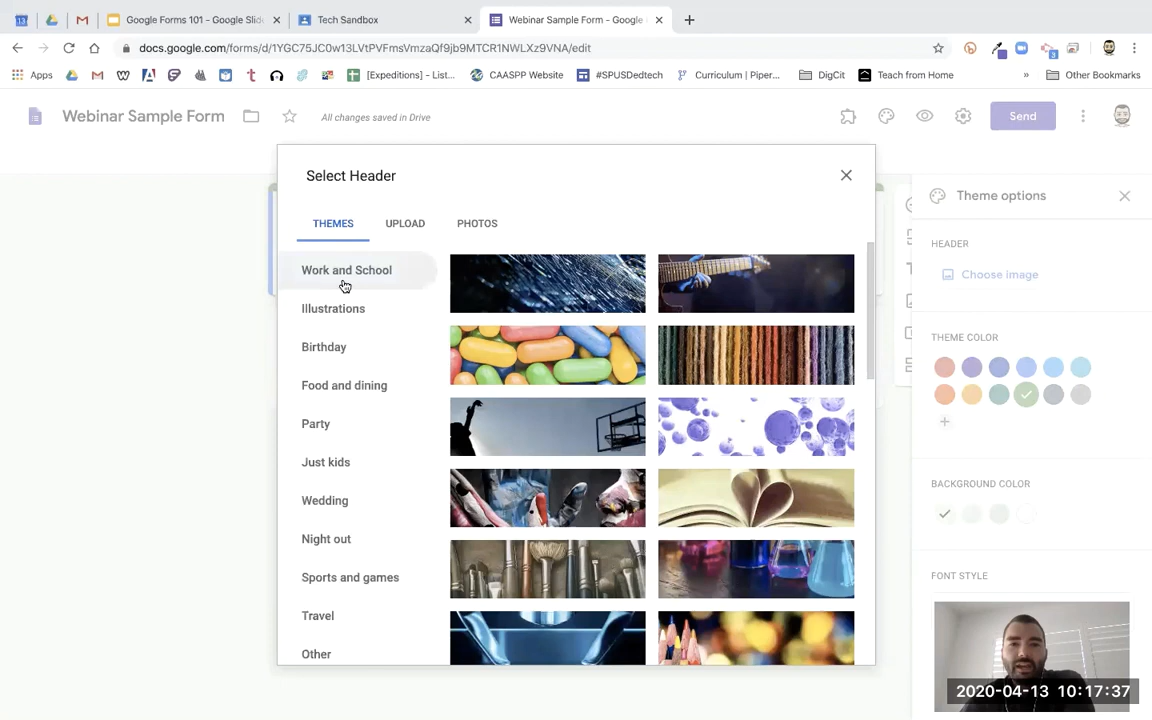 Google Forms 101 - Google Slid
Tech Sandbox
Webinar Sample Form - Google
docs.google.com/forms/d/1YGC75JC0w13LVtPVFmsVmzaQf9jb9MTCR1NWLXz9VNA/edit
Apps
[Expeditions] - List...
CAASPP Website
#SPUSDedtech
Curriculum | Piper...
DigCit
Teach from Home
»
Other Bookmarks
Webinar Sample Form
All changes saved in Drive
Send
Select Header
THEMES
UPLOAD
PHOTOS
Work and School
Illustrations
Birthday
Food and dining
Party
Just kids
Wedding
Night out
Sports and games
Travel
Other
Theme options
HEADER
Choose image
THEME COLOR
BACKGROUND COLOR
FONT STYLE
2020-04-13 10:17:37